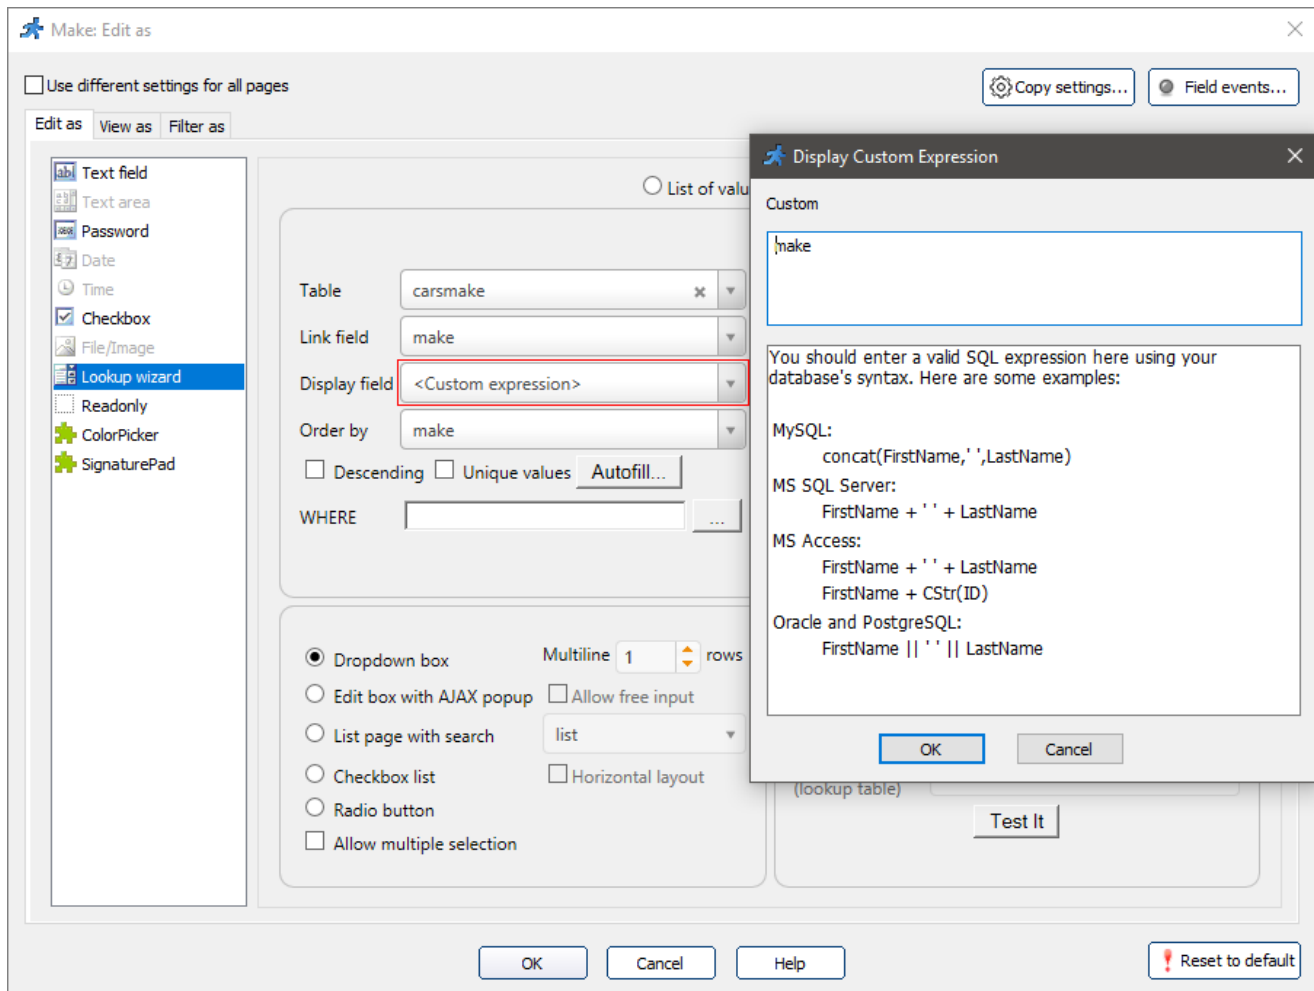 Make: Edit as
Use different settings for all pages
Copy settings...
Field events...
Edit as
View as
Filter as
Text field
Text area
Password
Date
Time
Checkbox
File/Image
Lookup wizard
Readonly
ColorPicker
SignaturePad
List of valu
Table
carsmake
Link field
make
Display field
<Custom expression>
Order by
make
Descending
Unique values
Autofill...
WHERE
...
Dropdown box
Multiline
1
rows
Edit box with AJAX popup
Allow free input
List page with search
list
Checkbox list
Horizontal layout
Radio button
Allow multiple selection
Display Custom Expression
Custom
make
You should enter a valid SQL expression here using your
database's syntax. Here are some examples:
MySQL:
concat(FirstName,' ',LastName)
MS SQL Server:
FirstName + ' ' + LastName
MS Access:
FirstName + ' ' + LastName
FirstName + CStr(ID)
Oracle and PostgreSQL:
FirstName || ' ' || LastName
OK
Cancel
(lookup table)
Test It
OK
Cancel
Help
Reset to default